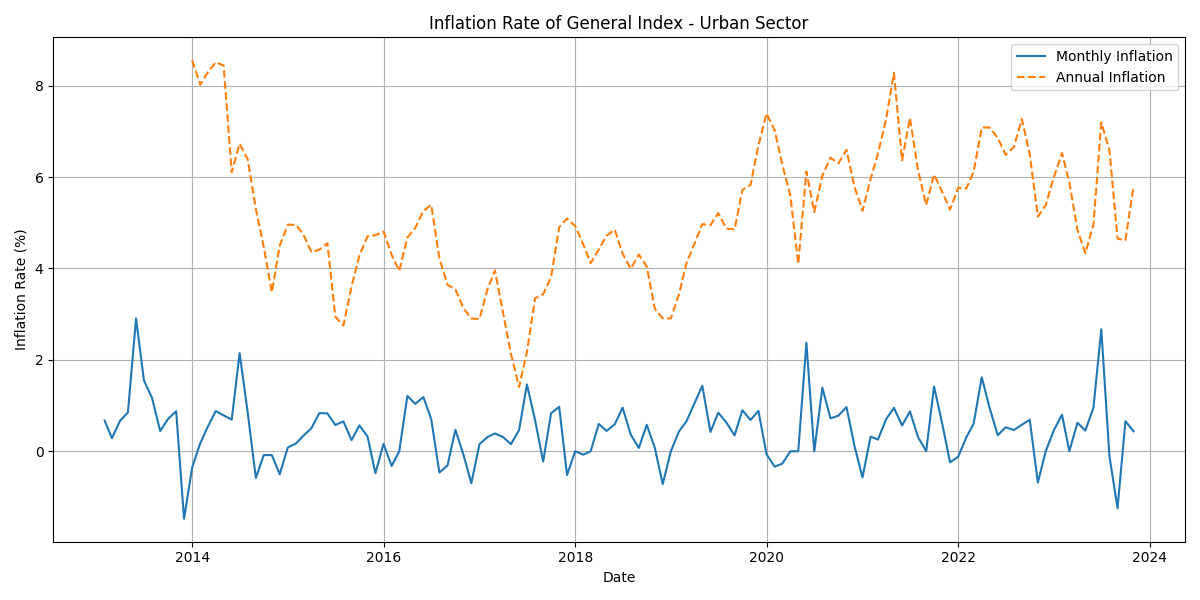 Inflation Rate of General Index - Urban Sector
Monthly Inflation
Annual Inflation
Inflation Rate (%)
8
6
4
2
0
2014
2016
2018
2020
2022
2024
Date